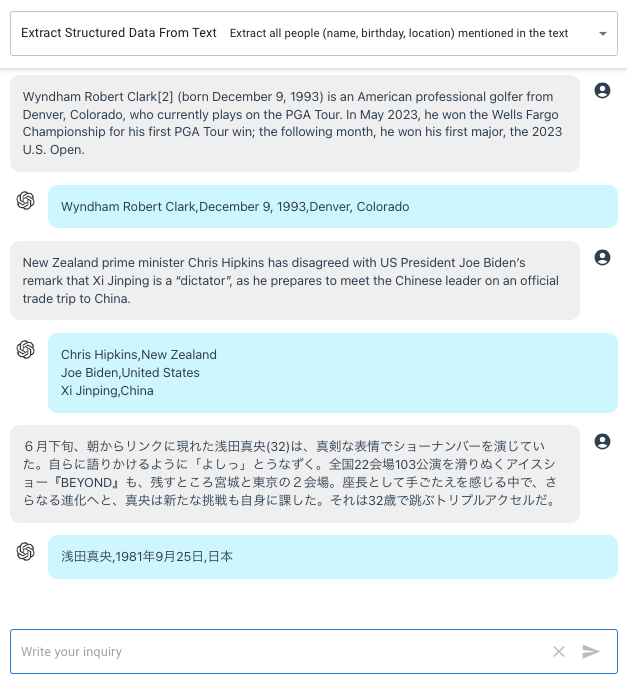 Extract Structured Data From Text Extract all people (name, birthday, location) mentioned in the text
Wyndham Robert Clark[2] (born December 9, 1993) is an American professional golfer from
Denver, Colorado, who currently plays on the PGA Tour. In May 2023, he won the Wells Fargo
Championship for his first PGA Tour win; the following month, he won his first major, the 2023
U.S. Open.
Wyndham Robert Clark,December 9, 1993,Denver, Colorado
New Zealand prime minister Chris Hipkins has disagreed with US President Joe Biden’s
remark that Xi Jinping is a “dictator”, as he prepares to meet the Chinese leader on an official
trade trip to China.
Chris Hipkins,New Zealand
Joe Biden,United States
Xi Jinping,China
６月下旬、朝からリンクに現れた浅田真央(32)は、真剣な表情でショーナンバーを演じてい
た。自らに語りかけるように「よしっ」とうなずく。全国22会場103公演を滑りぬくアイスシ
ョー『BEYOND』も、残すところ宮城と東京の２会場。座長として手ごたえを感じる中で、さ
らなる進化へと、真央は新たな挑戦も自身に課した。それは32歳で跳ぶトリプルアクセルだ。
浅田真央,1981年9月25日,日本
Write your inquiry